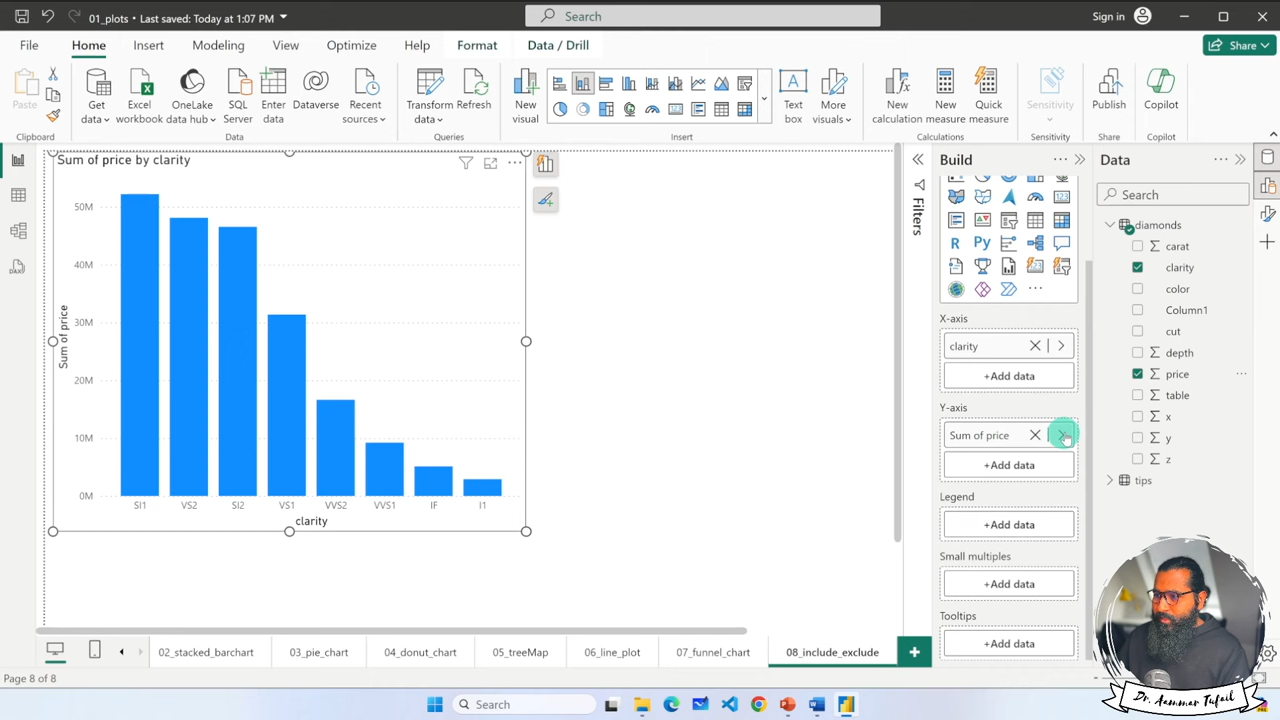 01_plots • Last saved: Today at 1:07 PM
Search
Sign in
File
Home
Insert
Modeling
View
Optimize
Help
Format
Data / Drill
Share
Paste
Get data
Excel workbook
OneLake data hub
SQL Server
Enter data
Dataverse
Recent sources
Transform data
Refresh
New visual
A
Text box
More visuals
New calculation
New measure
Quick measure
Sensitivity
Publish
Copilot
Clipboard
Data
Queries
Insert
Calculations
Sensitivity
Share
Copilot
Sum of price by clarity
Sum of price
50M
40M
30M
20M
10M
0M
SI1 VS2 SI2 VS1 VVS2 VVS1 IF I1
clarity
Filters
Build
R
Py
X-axis
clarity
+Add data
Y-axis
Sum of price
+Add data
Legend
+Add data
Small multiples
+Add data
Tooltips
+Add data
Data
Search
diamonds
carat
clarity
color
Column1
cut
depth
price
table
x
y
z
tips
02_stacked_barchart
03_pie_chart
04_donut_chart
05_treeMap
06_line_plot
07_funnel_chart
08_include_exclude
Page 8 of 8
Search
Dr. Aammar Tufail